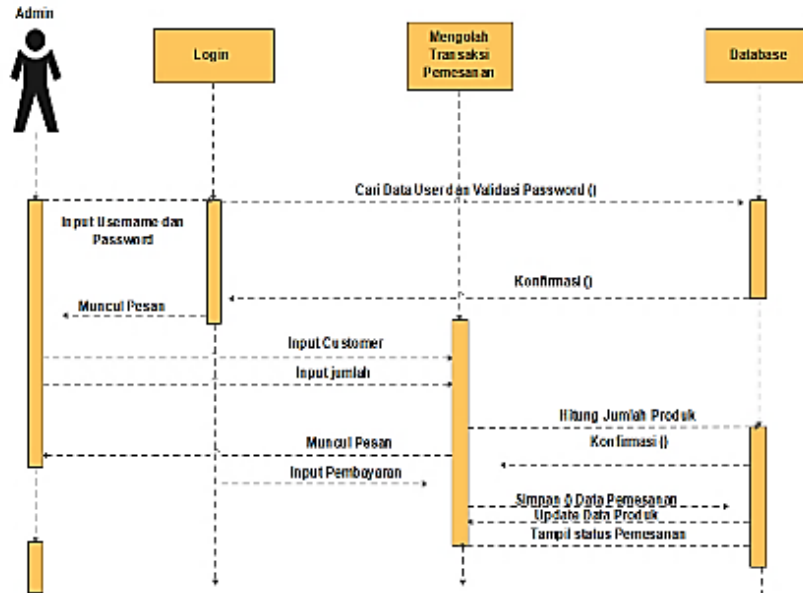 Admin
Login
Mengolah
Transaksi
Pemesanan
Database
Cari Data User dan Validasi Password ()
Input Username dan
Password
Konfirmasi ()
Muncul Pesan
Input Customer
Input jumlah
Hitung Jumlah Produk
Muncul Pesan
Konfirmasi ()
Input Pembayaran
Simpan () Data Pemesanan
Update Data Produk
Tampil status Pemesanan